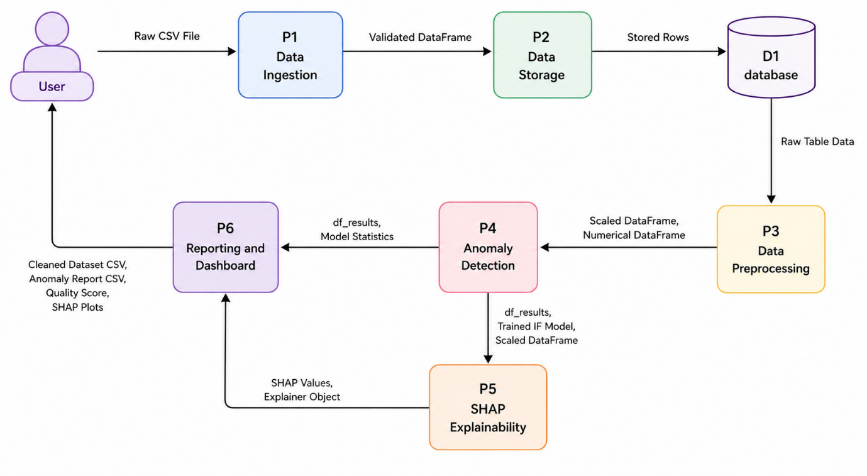 User
Raw CSV File
P1
Data
Ingestion
Validated DataFrame
P2
Data
Storage
Stored Rows
D1
database
Raw Table Data
P3
Data
Preprocessing
Scaled DataFrame,
Numerical DataFrame
P4
Anomaly
Detection
df_results,
Model Statistics
P6
Reporting and
Dashboard
Cleaned Dataset CSV,
Anomaly Report CSV,
Quality Score,
SHAP Plots
df_results,
Trained IF Model,
Scaled DataFrame
P5
SHAP
Explainability
SHAP Values,
Explainer Object